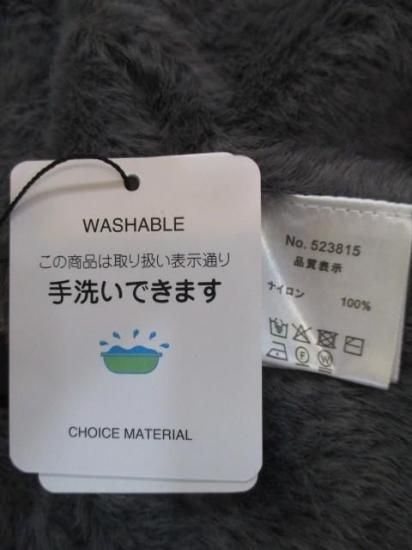 WASHABLE
この商品は取り扱い表示通り
手洗いできます
CHOICE MATERIAL
No. 523815
品質表示
ナイロン 100%
F W